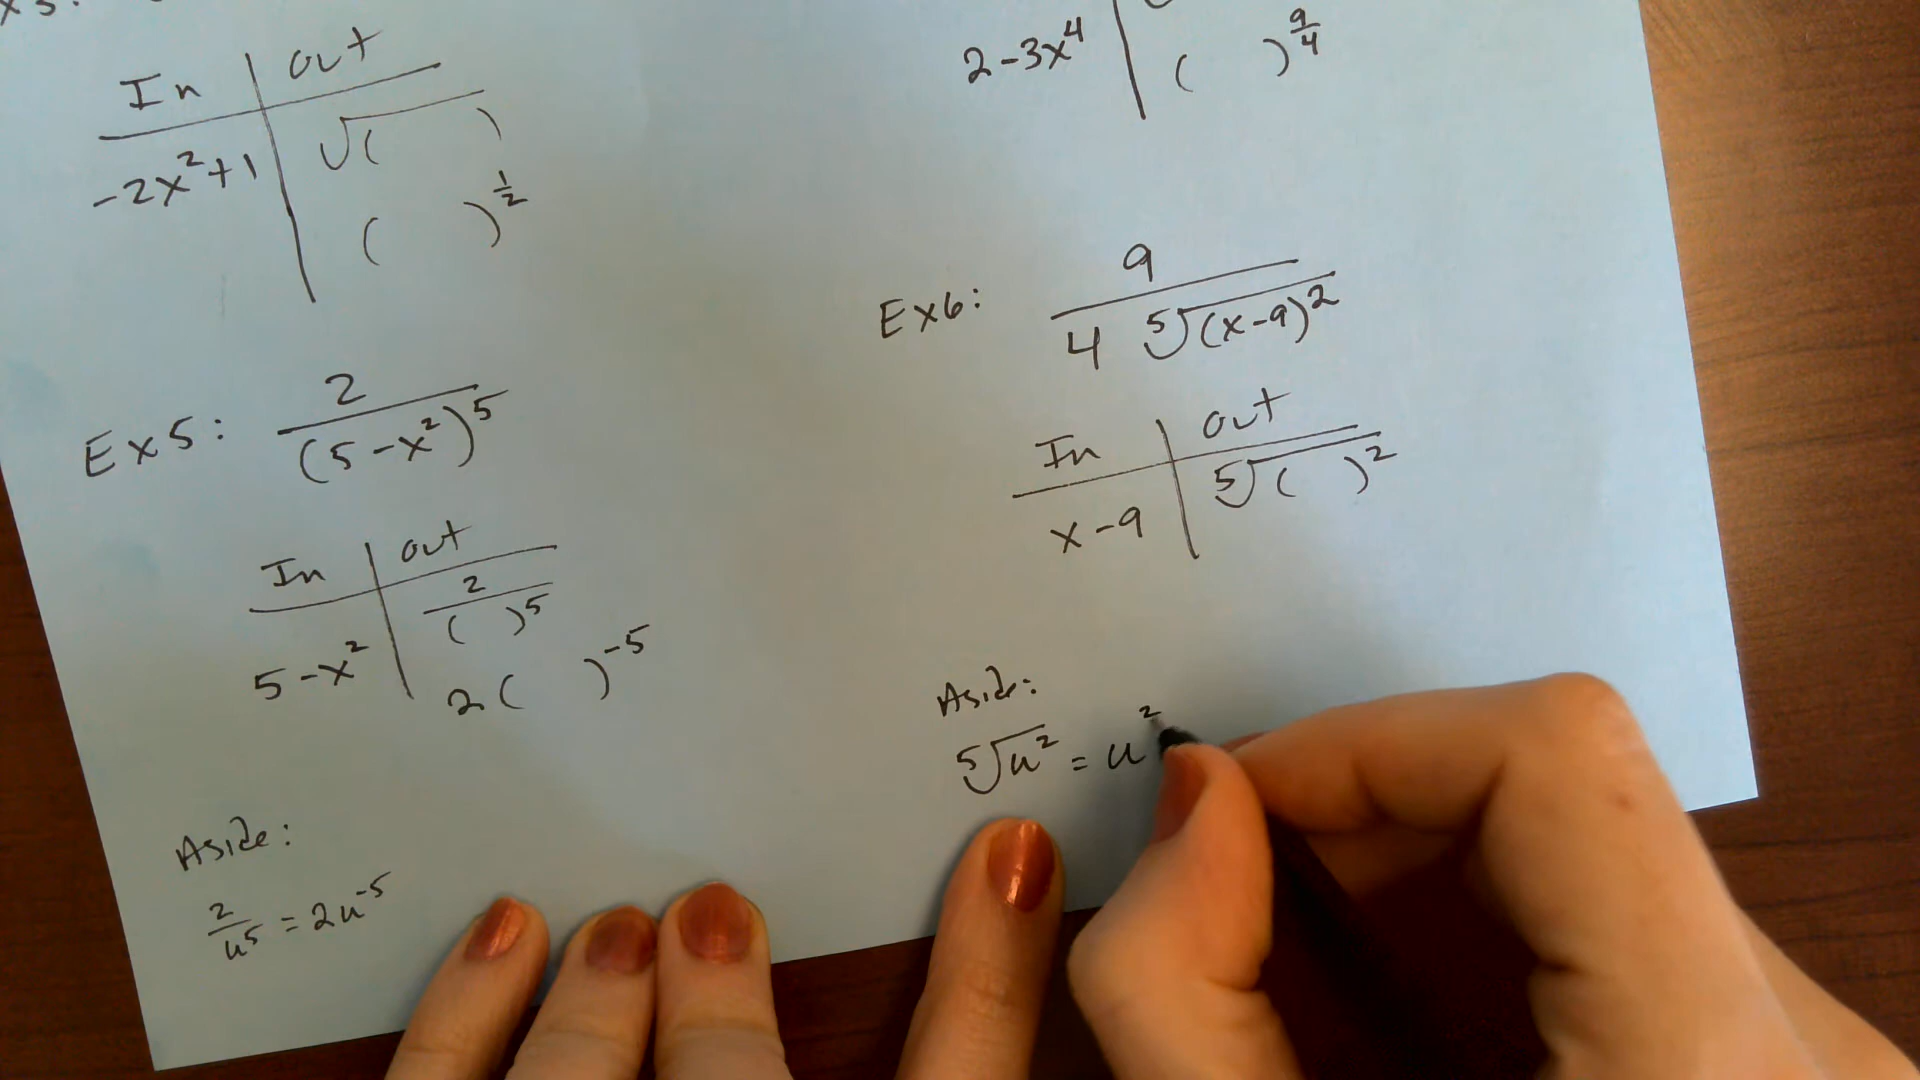 In | out
-2x²+1 | √( )
( )^½
2-3x⁴ | ( )^(9/4)
Ex5: 2/(5-x²)⁵
In | out
5-x² | 2/( )⁵
2( )⁻⁵
Aside:
2/u⁵ = 2u⁻⁵
Ex6: 9/(4 ⁵√(x-9)²)
In | out
x-9 | ⁵√( )²
Aside:
⁵√u² = u²